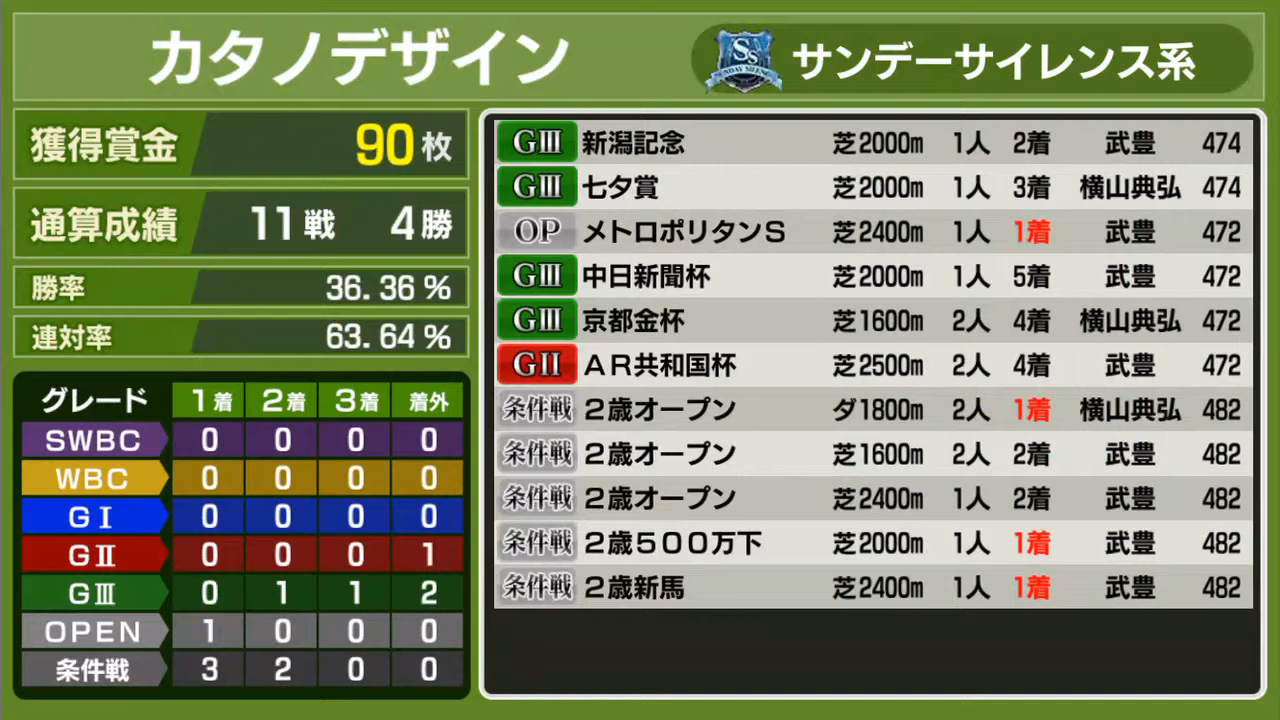 カタノデザイン
SS
SUNDAY SILENCE
サンデーサイレンス系
獲得賞金 90枚
通算成績 11戦 4勝
勝率 36.36%
連対率 63.64%
グレード 1着 2着 3着 着外
SWBC 0 0 0 0
WBC 0 0 0 0
GⅠ 0 0 0 0
GⅡ 0 0 0 1
GⅢ 0 1 1 2
OPEN 1 0 0 0
条件戦 3 2 0 0
GⅢ 新潟記念 芝2000m 1人 2着 武豊 474
GⅢ 七夕賞 芝2000m 1人 3着 横山典弘 474
OP メトロポリタンS 芝2400m 1人 1着 武豊 472
GⅢ 中日新聞杯 芝2000m 1人 5着 武豊 472
GⅢ 京都金杯 芝1600m 2人 4着 横山典弘 472
GⅡ AR共和国杯 芝2500m 2人 4着 武豊 472
条件戦 2歳オープン ダ1800m 2人 1着 横山典弘 482
条件戦 2歳オープン 芝1600m 2人 2着 武豊 482
条件戦 2歳オープン 芝2400m 1人 2着 武豊 482
条件戦 2歳500万下 芝2000m 1人 1着 武豊 482
条件戦 2歳新馬 芝2400m 1人 1着 武豊 482